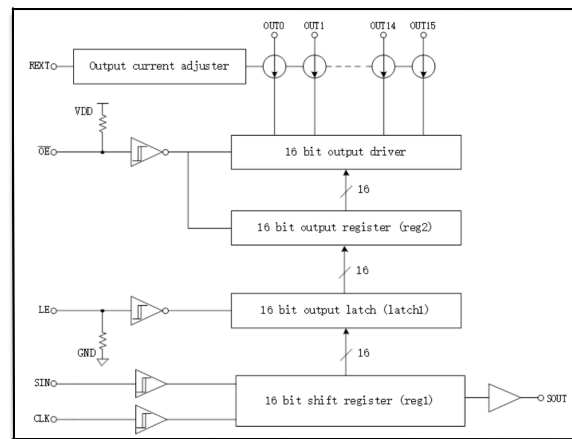 OUT0 OUT1 OUT14 OUT15
REXT Output current adjuster
VDD
OE 16 bit output driver
16
16 bit output register (reg2)
16
LE 16 bit output latch (latch1)
GND
16
SIN
16 bit shift register (reg1) SOUT
CLK